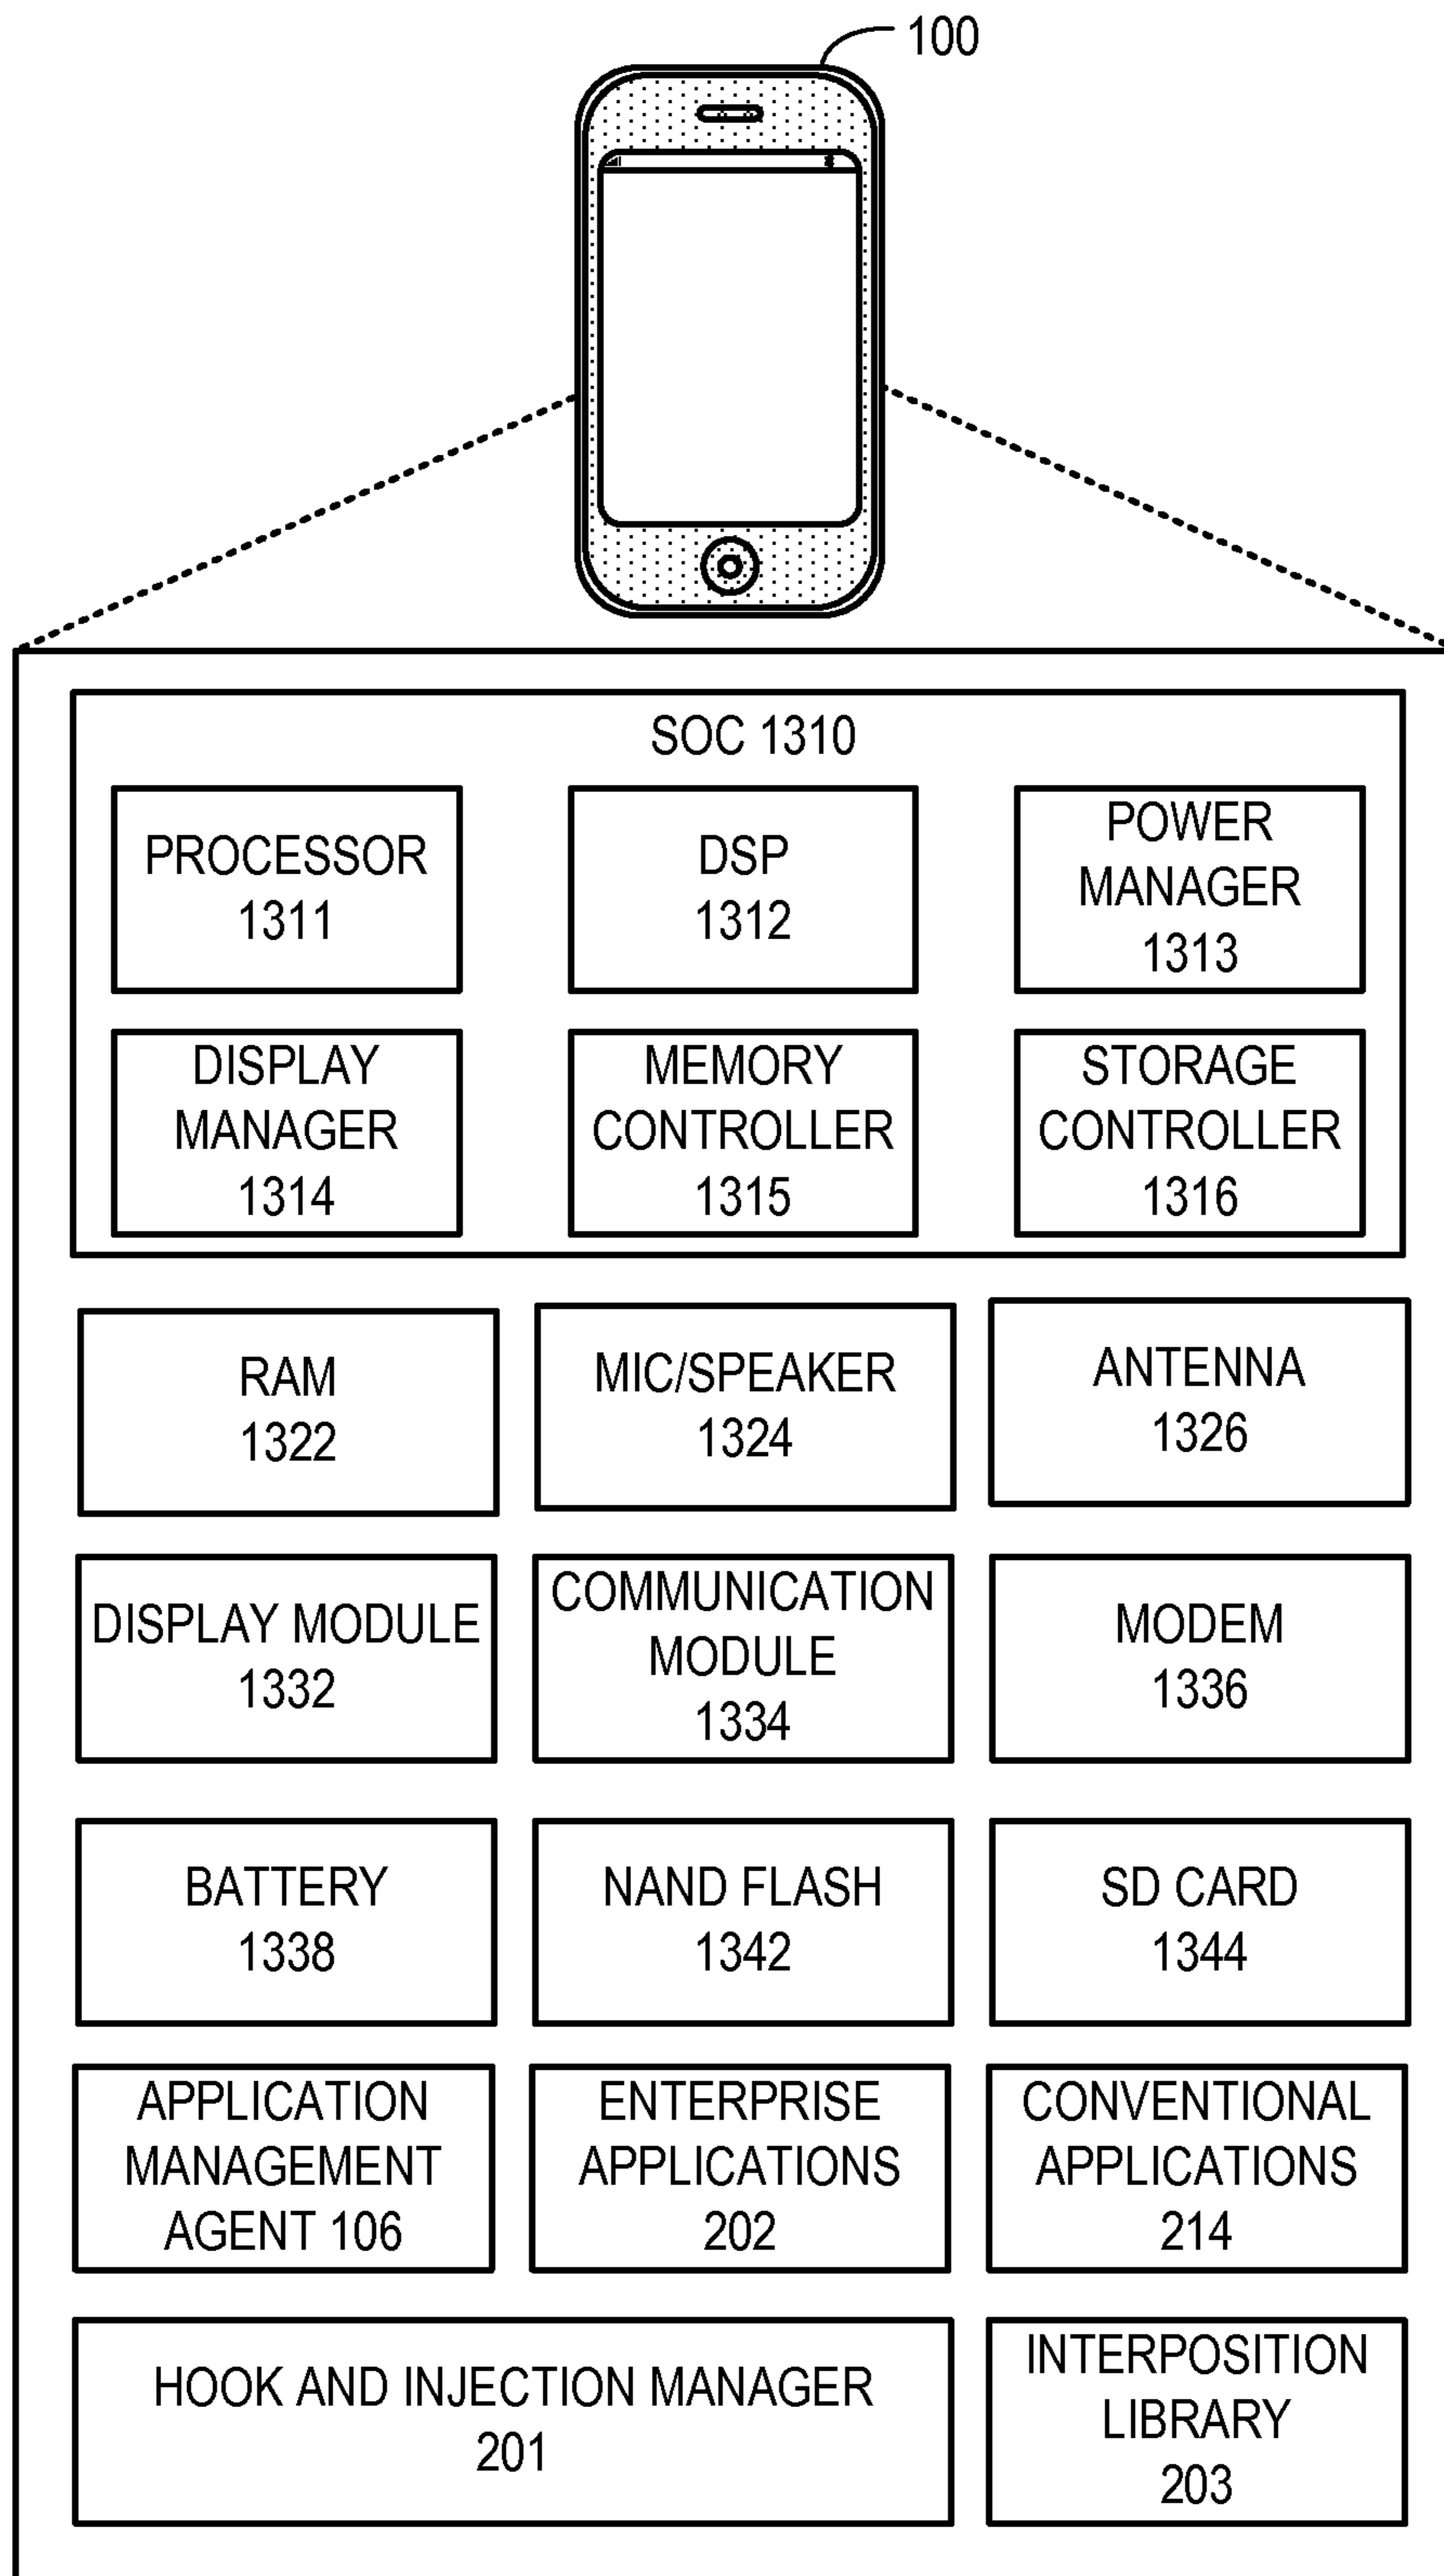 100
SOC 1310
PROCESSOR
1311
DSP
1312
POWER
MANAGER
1313
DISPLAY
MANAGER
1314
MEMORY
CONTROLLER
1315
STORAGE
CONTROLLER
1316
RAM
1322
MIC/SPEAKER
1324
ANTENNA
1326
DISPLAY MODULE
1332
COMMUNICATION
MODULE
1334
MODEM
1336
BATTERY
1338
NAND FLASH
1342
SD CARD
1344
APPLICATION
MANAGEMENT
AGENT 106
ENTERPRISE
APPLICATIONS
202
CONVENTIONAL
APPLICATIONS
214
HOOK AND INJECTION MANAGER
201
INTERPOSITION
LIBRARY
203